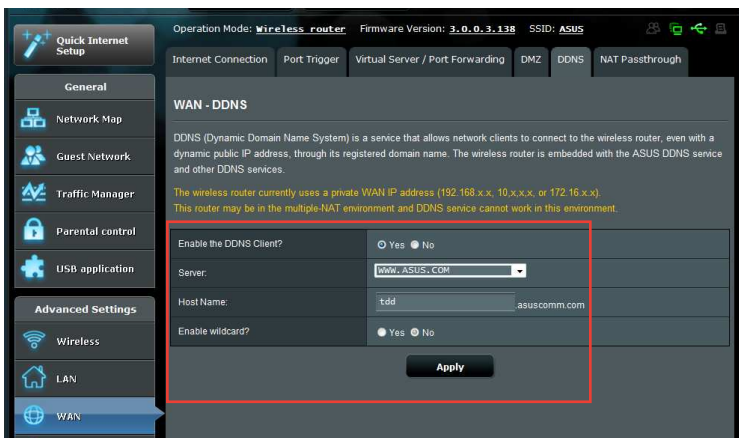 Quick Internet
Setup
Operation Mode: Wireless router Firmware Version: 3.0.0.3.138 SSID: ASUS
Internet Connection Port Trigger Virtual Server / Port Forwarding DMZ DDNS NAT Passthrough
General
Network Map
Guest Network
Traffic Manager
Parental control
USB application
Advanced Settings
Wireless
LAN
WAN
WAN - DDNS
DDNS (Dynamic Domain Name System) is a service that allows network clients to connect to the wireless router, even with a
dynamic public IP address, through its registered domain name. The wireless router is embedded with the ASUS DDNS service
and other DDNS services.
The wireless router currently uses a private WAN IP address (192.168.x.x, 10,x,x,x, or 172.16.x.x).
This router may be in the multiple-NAT environment and DDNS service cannot work in this environment.
Enable the DDNS Client? Yes No
Server: WWW.ASUS.COM
Host Name: tdd .asuscomm.com
Enable wildcard? Yes No
Apply